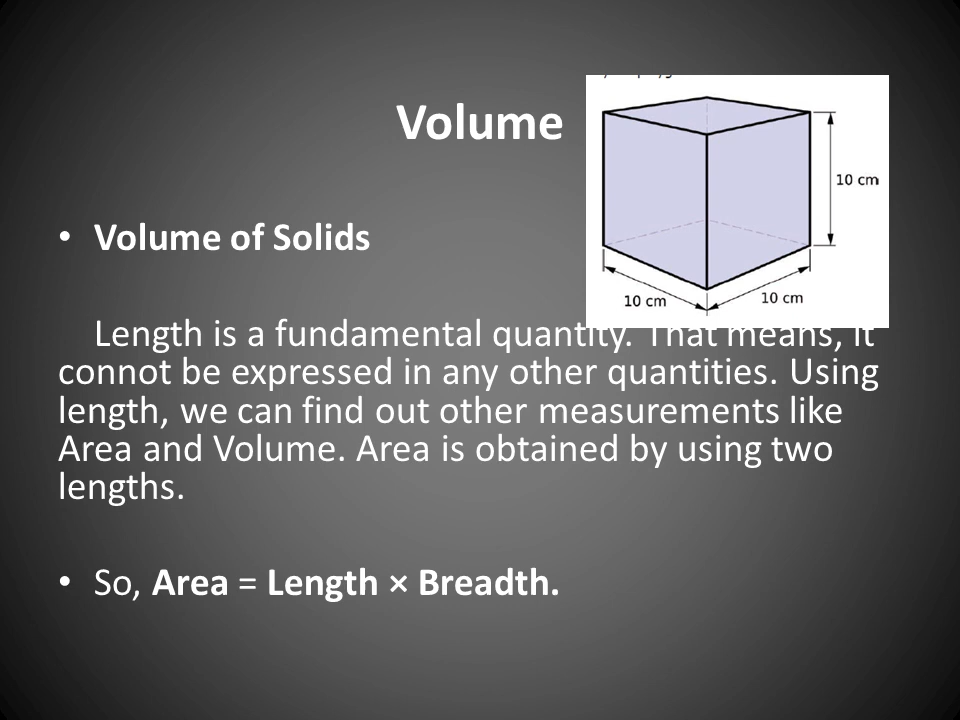 Volume
10 cm
10 cm
10 cm
• Volume of Solids
Length is a fundamental quantity. That means, it
connot be expressed in any other quantities. Using
length, we can find out other measurements like
Area and Volume. Area is obtained by using two
lengths.
• So, Area = Length × Breadth.